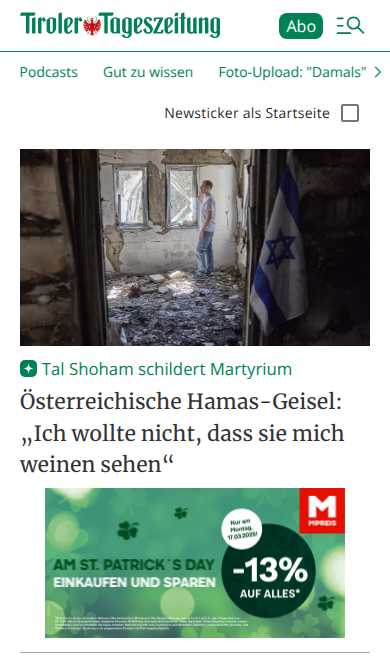 Tiroler Tageszeitung
Abo
Podcasts Gut zu wissen Foto-Upload: "Damals"
Newsticker als Startseite
Tal Shoham schildert Martyrium
Österreichische Hamas-Geisel:
„Ich wollte nicht, dass sie mich
weinen sehen“
M
MPREIS
Nur am
Montag,
17.03.2025!
AM ST. PATRICK´S DAY
EINKAUFEN UND SPAREN
-13%
AUF ALLES*